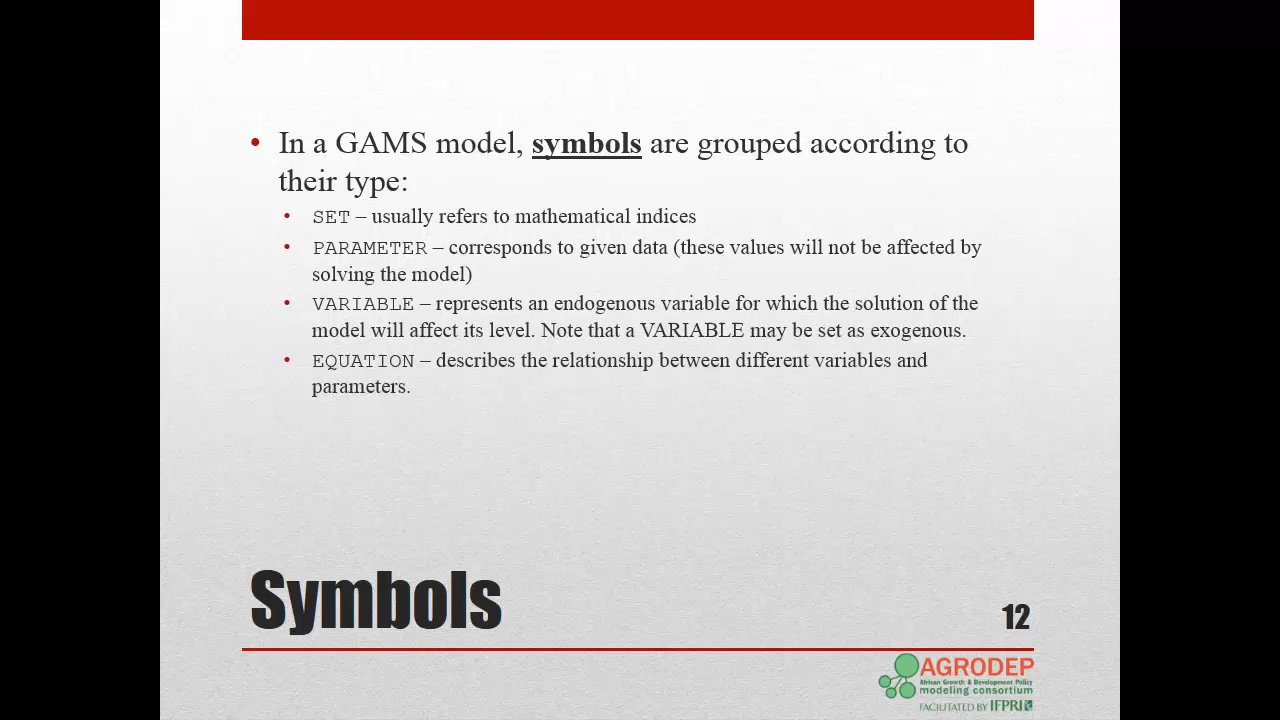 • In a GAMS model, symbols are grouped according to
their type:
• SET – usually refers to mathematical indices
• PARAMETER – corresponds to given data (these values will not be affected by
solving the model)
• VARIABLE – represents an endogenous variable for which the solution of the
model will affect its level. Note that a VARIABLE may be set as exogenous.
• EQUATION – describes the relationship between different variables and
parameters.
Symbols
12
AGRODEP
African Growth & Development Policy
modeling consortium
FACILITATED BY IFPRI